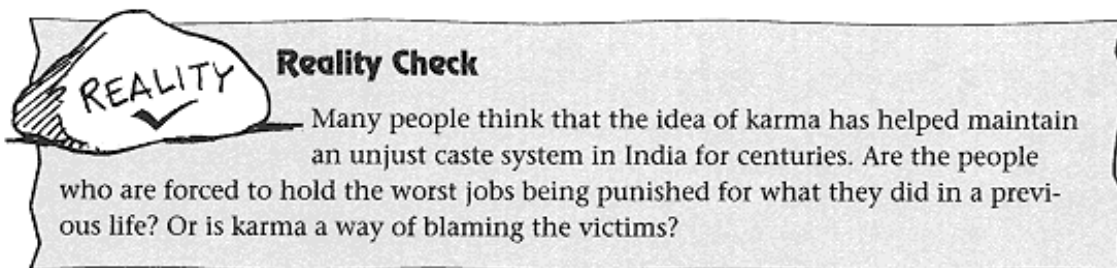 REALITY
Reality Check
Many people think that the idea of karma has helped maintain
an unjust caste system in India for centuries. Are the people
who are forced to hold the worst jobs being punished for what they did in a previ-
ous life? Or is karma a way of blaming the victims?